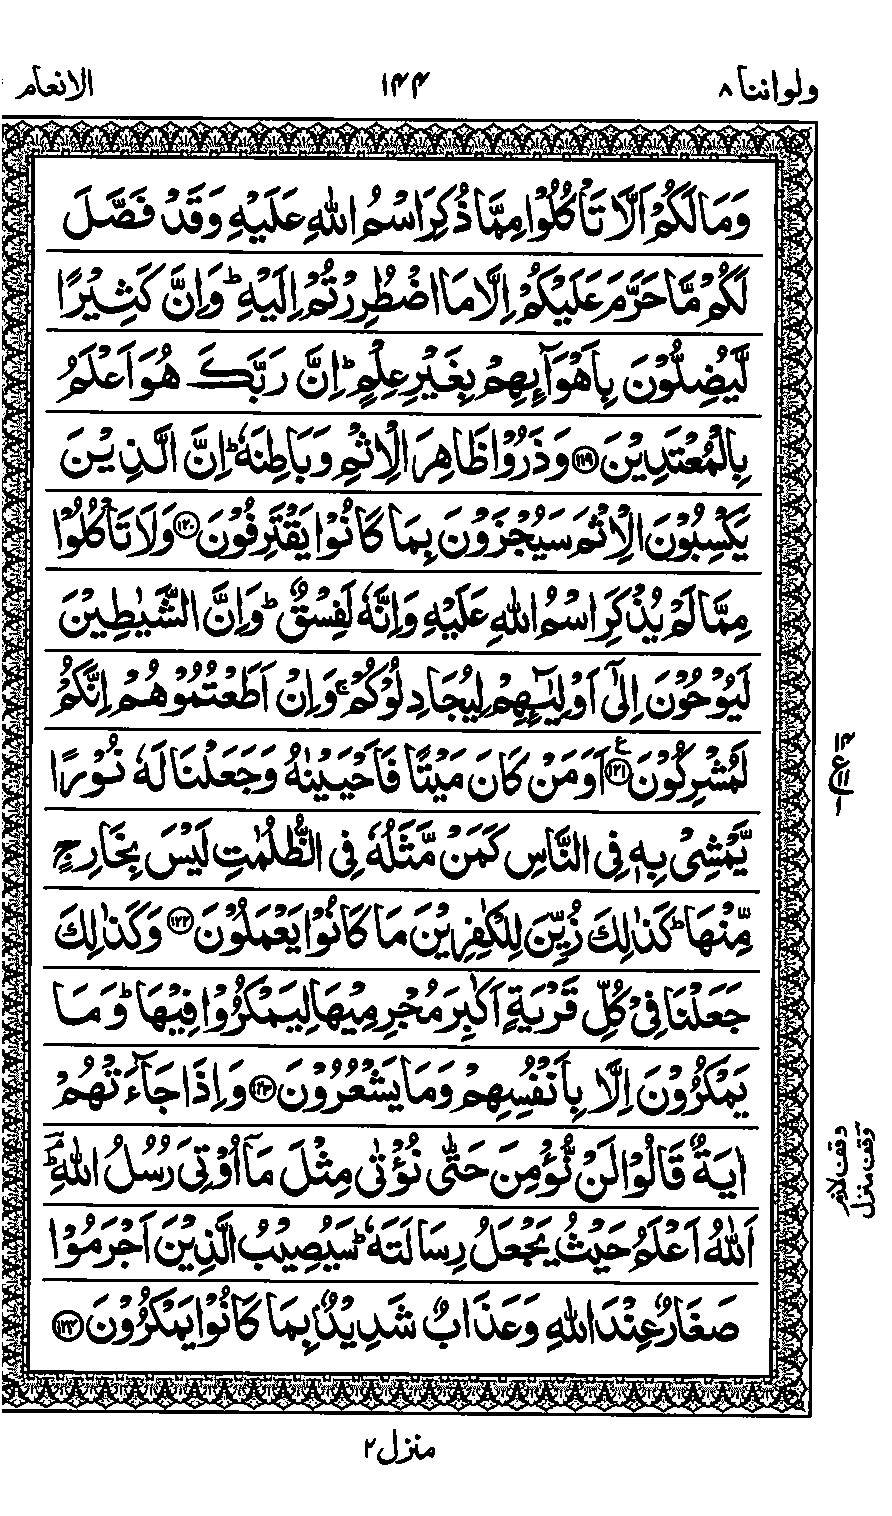 ولواننا ٨ ١٤٤ الانعام
وَمَا لَكُمْ اَلَّا تَاْكُلُوْا مِمَّا ذُكِرَ اسْمُ اللّٰهِ عَلَيْهِ وَقَدْ فَصَّلَ
لَكُمْ مَّا حَرَّمَ عَلَيْكُمْ اِلَّا مَا اضْطُرِرْتُمْ اِلَيْهِ ؕ وَاِنَّ كَثِيْرًا
لَّيُضِلُّوْنَ بِاَهْوَآئِهِمْ بِغَيْرِ عِلْمٍ ؕ اِنَّ رَبَّكَ هُوَ اَعْلَمُ
بِالْمُعْتَدِيْنَ ﴿۱۱۹﴾ وَذَرُوْا ظَاهِرَ الْاِثْمِ وَبَاطِنَهٗ ؕ اِنَّ الَّذِيْنَ
يَكْسِبُوْنَ الْاِثْمَ سَيُجْزَوْنَ بِمَا كَانُوْا يَقْتَرِفُوْنَ ﴿۱۲۰﴾ وَلَا تَاْكُلُوْا
مِمَّا لَمْ يُذْكَرِ اسْمُ اللّٰهِ عَلَيْهِ وَاِنَّهٗ لَفِسْقٌ ؕ وَاِنَّ الشَّيٰطِيْنَ
لَيُوْحُوْنَ اِلٰٓى اَوْلِيٰٓـئِهِمْ لِيُجَادِلُوْكُمْ ۚ وَاِنْ اَطَعْتُمُوْهُمْ اِنَّكُمْ
لَمُشْرِكُوْنَ ﴿۱۲۱﴾ ع اَوَمَنْ كَانَ مَيْتًا فَاَحْيَيْنٰهُ وَجَعَلْنَا لَهٗ نُوْرًا
يَّمْشِىْ بِهٖ فِى النَّاسِ كَمَنْ مَّثَلُهٗ فِى الظُّلُمٰتِ لَيْسَ بِخَارِجٍ
مِّنْهَا ؕ كَذٰلِكَ زُيِّنَ لِلْكٰفِرِيْنَ مَا كَانُوْا يَعْمَلُوْنَ ﴿۱۲۲﴾ وَكَذٰلِكَ
جَعَلْنَا فِىْ كُلِّ قَرْيَةٍ اَكٰبِرَ مُجْرِمِيْهَا لِيَمْكُرُوْا فِيْهَا ؕ وَمَا
يَمْكُرُوْنَ اِلَّا بِاَنْفُسِهِمْ وَمَا يَشْعُرُوْنَ ﴿۱۲۳﴾ وَاِذَا جَآءَتْهُمْ
اٰيَةٌ قَالُوْا لَنْ نُّؤْمِنَ حَتّٰى نُؤْتٰى مِثْلَ مَاۤ اُوْتِىَ رُسُلُ اللّٰهِ ؕۘ
اَللّٰهُ اَعْلَمُ حَيْثُ يَجْعَلُ رِسَالَتَهٗ ؕ سَيُصِيْبُ الَّذِيْنَ اَجْرَمُوْا
صَغَارٌ عِنْدَ اللّٰهِ وَعَذَابٌ شَدِيْدٌۢ بِمَا كَانُوْا يَمْكُرُوْنَ ﴿۱۲۴﴾
وقف لازم
وقف منزل
منزل ٢